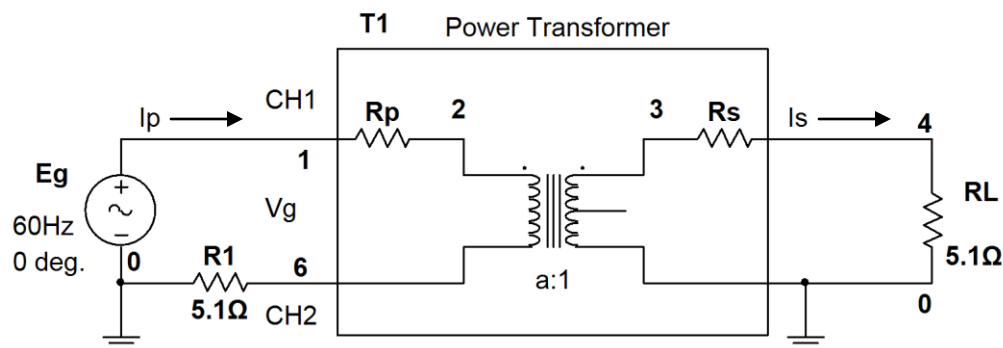 T1 Power Transformer
Ip CH1 Rp 2 3 Rs Is 4
1
Eg Vg RL
60Hz
0 deg. 0 R1 6 5.1Ω
5.1Ω CH2 a:1 0